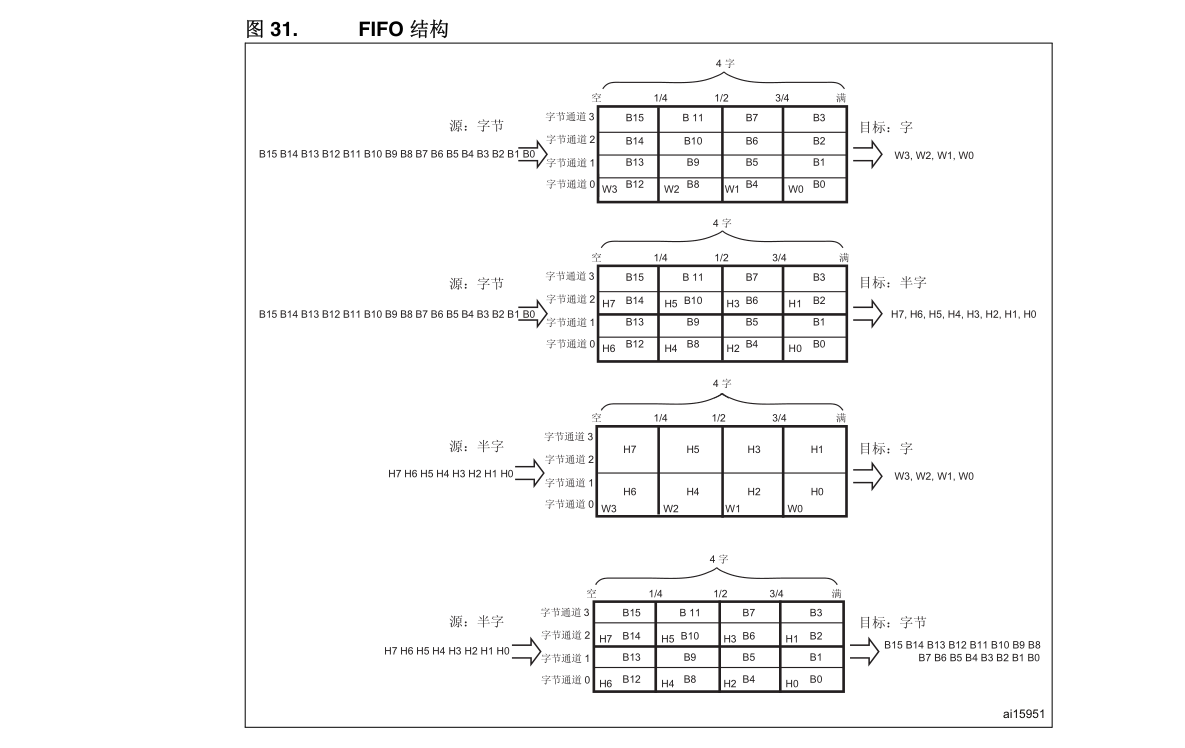 图 31. FIFO 结构
4 字
空 1/4 1/2 3/4 满
源：字节
B15 B14 B13 B12 B11 B10 B9 B8 B7 B6 B5 B4 B3 B2 B1 B0
字节通道 3 B15 B 11 B7 B3
字节通道 2 B14 B10 B6 B2
字节通道 1 B13 B9 B5 B1
字节通道 0 W3 B12 W2 B8 W1 B4 W0 B0
目标：字
W3, W2, W1, W0
4 字
空 1/4 1/2 3/4 满
源：字节
B15 B14 B13 B12 B11 B10 B9 B8 B7 B6 B5 B4 B3 B2 B1 B0
字节通道 3 B15 B 11 B7 B3
字节通道 2 H7 B14 H5 B10 H3 B6 H1 B2
字节通道 1 B13 B9 B5 B1
字节通道 0 H6 B12 H4 B8 H2 B4 H0 B0
目标：半字
H7, H6, H5, H4, H3, H2, H1, H0
4 字
空 1/4 1/2 3/4 满
源：半字
H7 H6 H5 H4 H3 H2 H1 H0
字节通道 3
H7 H5 H3 H1
字节通道 2
字节通道 1
H6 H4 H2 H0
字节通道 0 W3 W2 W1 W0
目标：字
W3, W2, W1, W0
4 字
空 1/4 1/2 3/4 满
源：半字
H7 H6 H5 H4 H3 H2 H1 H0
字节通道 3 B15 B 11 B7 B3
字节通道 2 H7 B14 H5 B10 H3 B6 H1 B2
字节通道 1 B13 B9 B5 B1
字节通道 0 H6 B12 H4 B8 H2 B4 H0 B0
目标：字节
B15 B14 B13 B12 B11 B10 B9 B8
B7 B6 B5 B4 B3 B2 B1 B0
ai15951